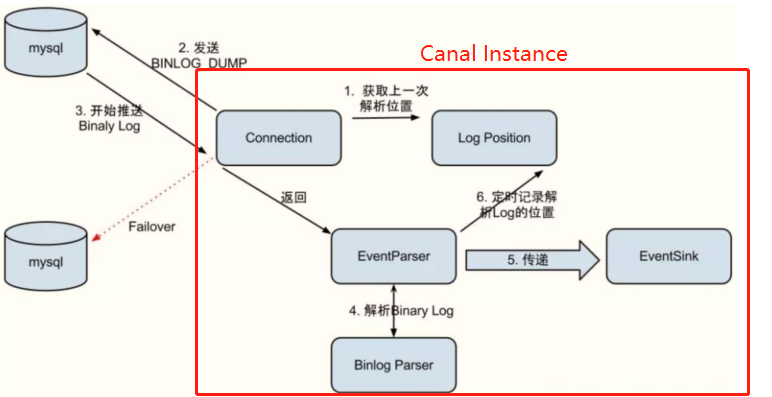 Canal Instance
mysql
2. 发送
BINLOG_DUMP
1. 获取上一次
解析位置
3. 开始推送
Binaly Log
Connection
Log Position
返回
6. 定时记录解
析Log的位置
Failover
mysql
EventParser
5. 传递
EventSink
4. 解析Binary Log
Binlog Parser